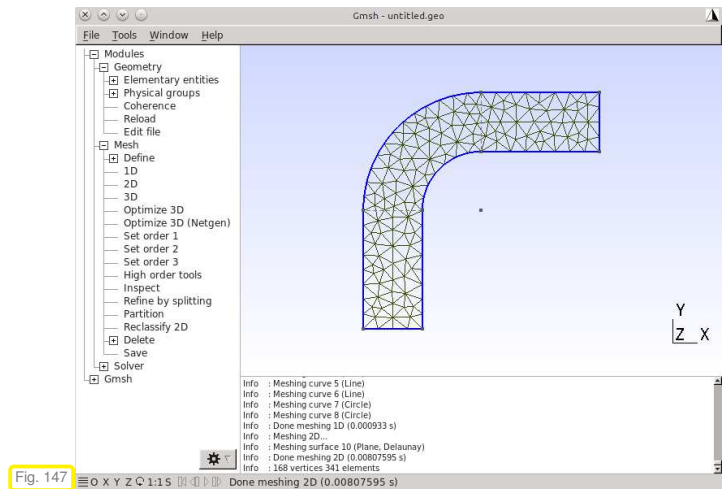 Gmsh - untitled.geo
File Tools Window Help
Modules
Geometry
Elementary entities
Physical groups
Coherence
Reload
Edit file
Mesh
Define
1D
2D
3D
Optimize 3D
Optimize 3D (Netgen)
Set order 1
Set order 2
Set order 3
High order tools
Inspect
Refine by splitting
Partition
Reclassify 2D
Delete
Save
Solver
Gmsh
Y
Z X
Info : Meshing curve 5 (Line)
Info : Meshing curve 6 (Line)
Info : Meshing curve 7 (Circle)
Info : Meshing curve 8 (Circle)
Info : Done meshing 1D (0.000933 s)
Info : Meshing 2D...
Info : Meshing surface 10 (Plane, Delaunay)
Info : Done meshing 2D (0.00807595 s)
Info : 168 vertices 341 elements
Fig. 147
O X Y Z 1:1 S Done meshing 2D (0.00807595 s)